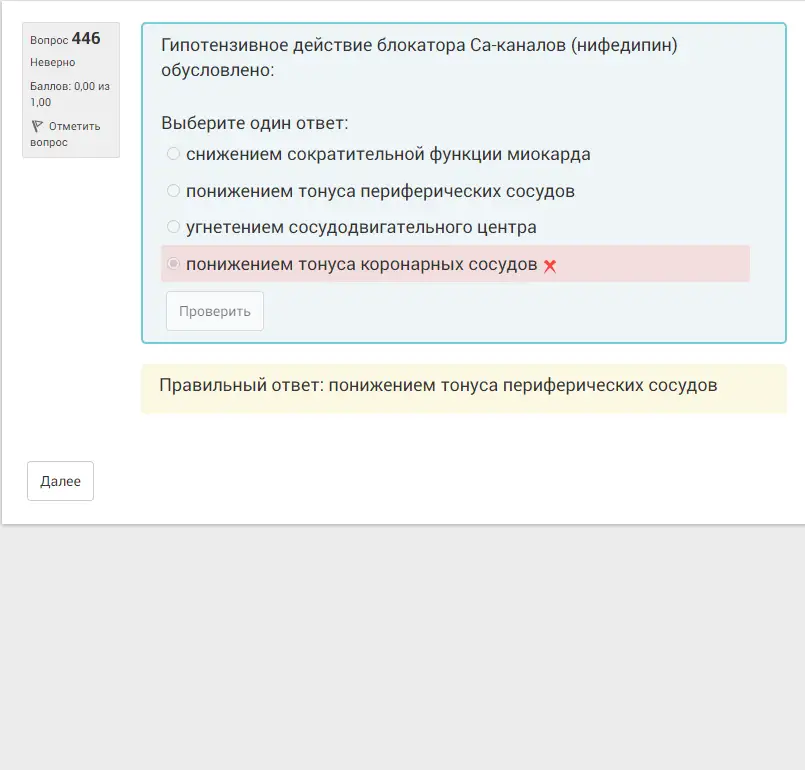 Вопрос 446
Неверно
Баллов: 0,00 из
1,00
Отметить
вопрос
Гипотензивное действие блокатора Са-каналов (нифедипин)
обусловлено:
Выберите один ответ:
снижением сократительной функции миокарда
понижением тонуса периферических сосудов
угнетением сосудодвигательного центра
понижением тонуса коронарных сосудов
Проверить
Правильный ответ: понижением тонуса периферических сосудов
Далее